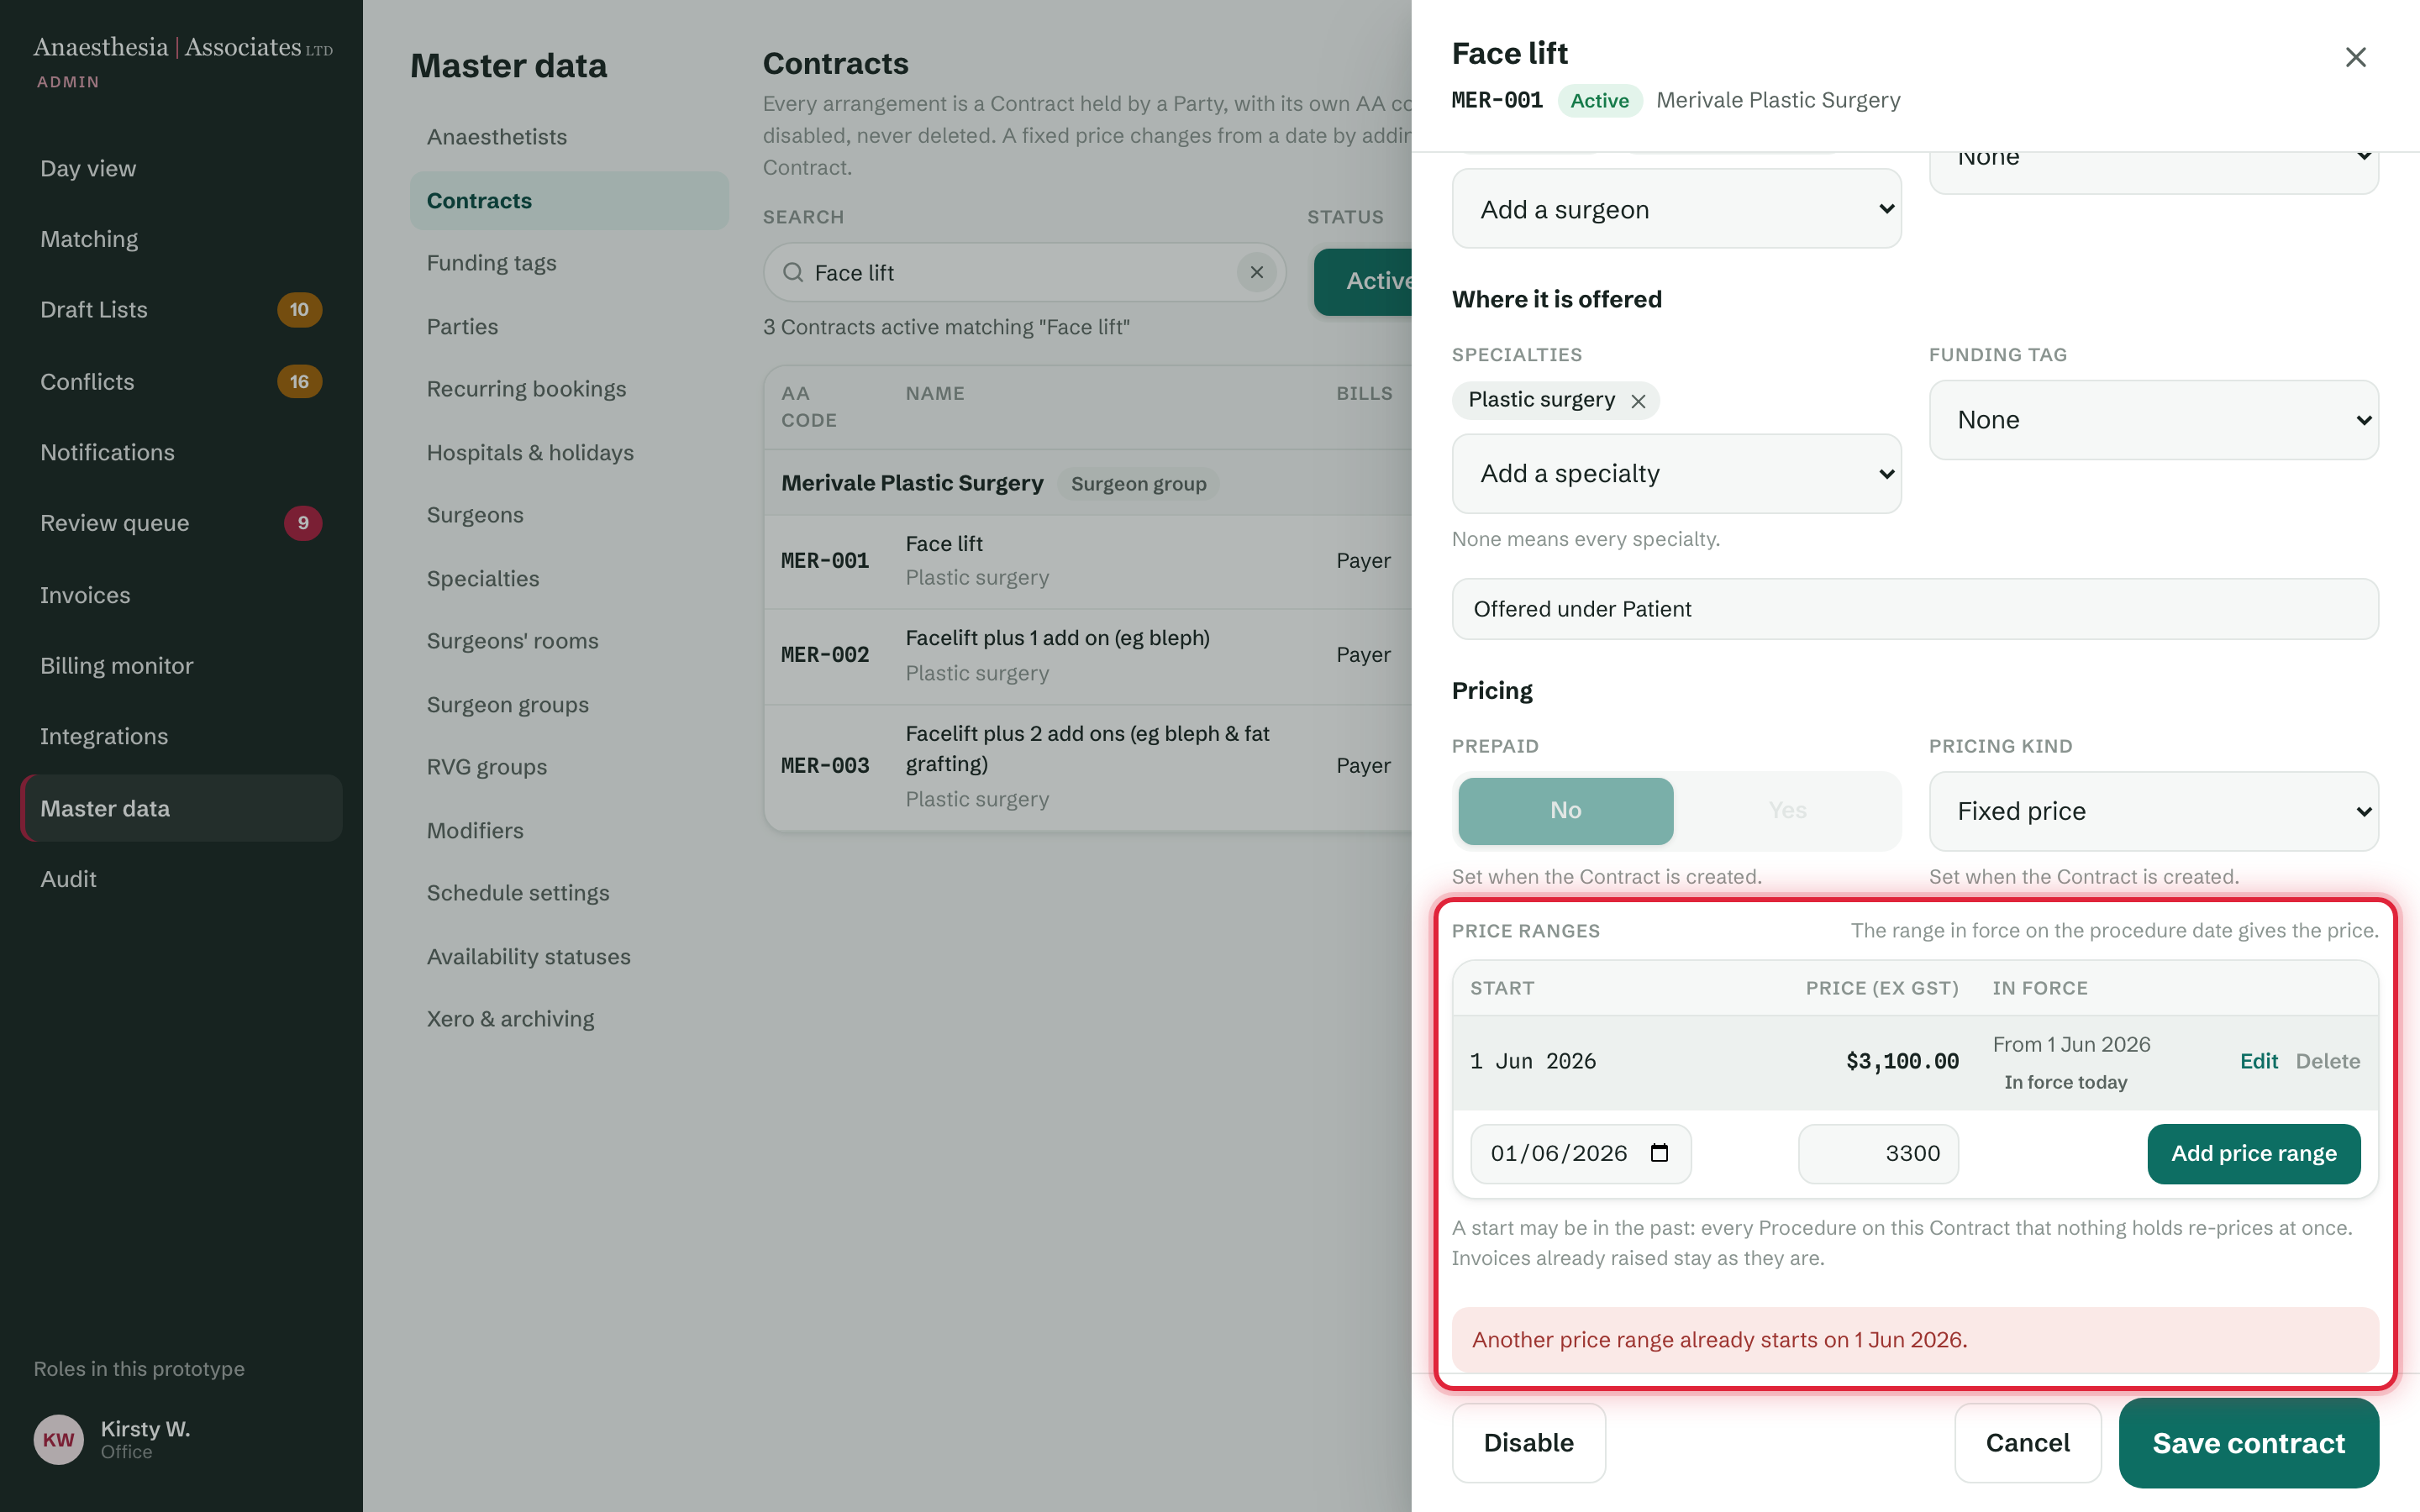 Anaesthesia | Associates LTD
ADMIN
Day view
Matching
Draft Lists 10
Conflicts 16
Notifications
Review queue 9
Invoices
Billing monitor
Integrations
Master data
Audit
Roles in this prototype
KW
Kirsty W.
Office
Master data
Anaesthetists
Contracts
Funding tags
Parties
Recurring bookings
Hospitals & holidays
Surgeons
Specialties
Surgeons' rooms
Surgeon groups
RVG groups
Modifiers
Schedule settings
Availability statuses
Xero & archiving
Contracts
Every arrangement is a Contract held by a Party, with its own AA co
disabled, never deleted. A fixed price changes from a date by addin
Contract.
SEARCH
STATUS
Face lift
Active
3 Contracts active matching "Face lift"
AA CODE
NAME
BILLS
Merivale Plastic Surgery Surgeon group
MER-001
Face lift
Plastic surgery
Payer
MER-002
Facelift plus 1 add on (eg bleph)
Plastic surgery
Payer
MER-003
Facelift plus 2 add ons (eg bleph & fat
grafting)
Plastic surgery
Payer
Face lift
MER-001 Active Merivale Plastic Surgery
None
Add a surgeon
Where it is offered
SPECIALTIES
FUNDING TAG
Plastic surgery
None
Add a specialty
None means every specialty.
Offered under Patient
Pricing
PREPAID
PRICING KIND
No Yes
Fixed price
Set when the Contract is created.
Set when the Contract is created.
PRICE RANGES
The range in force on the procedure date gives the price.
START PRICE (EX GST) IN FORCE
1 Jun 2026 $3,100.00 From 1 Jun 2026 Edit Delete
In force today
01/06/2026 3300 Add price range
A start may be in the past: every Procedure on this Contract that nothing holds re-prices at once.
Invoices already raised stay as they are.
Another price range already starts on 1 Jun 2026.
Disable Cancel Save contract